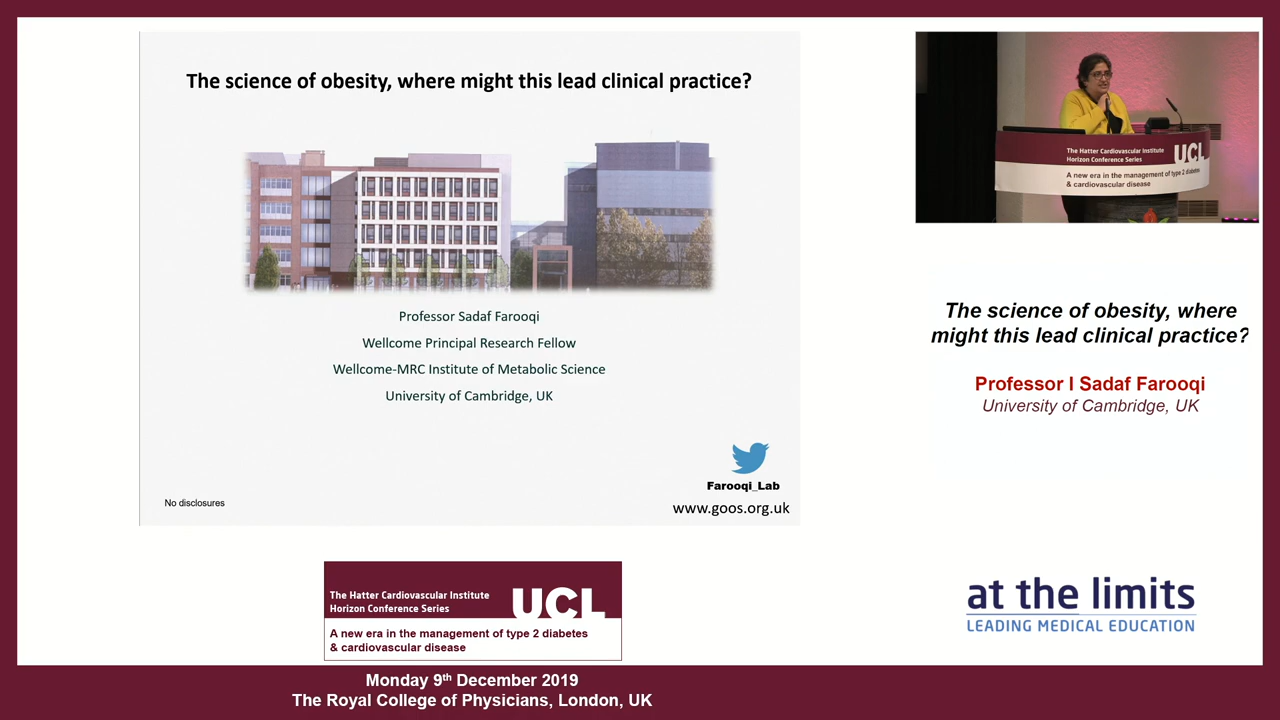 The science of obesity, where might this lead clinical practice?
Professor Sadaf Farooqi
Wellcome Principal Research Fellow
Wellcome-MRC Institute of Metabolic Science
University of Cambridge, UK
No disclosures
Farooqi_Lab
www.goos.org.uk
The Hatter Cardiovascular Institute
Horizon Conference Series
UCL
A new era in the management of type 2 diabetes
& cardiovascular disease
The science of obesity, where
might this lead clinical practice?
Professor I Sadaf Farooqi
University of Cambridge, UK
The Hatter Cardiovascular Institute
Horizon Conference Series
UCL
A new era in the management of type 2 diabetes
& cardiovascular disease
at the limits
LEADING MEDICAL EDUCATION
Monday 9th December 2019
The Royal College of Physicians, London, UK